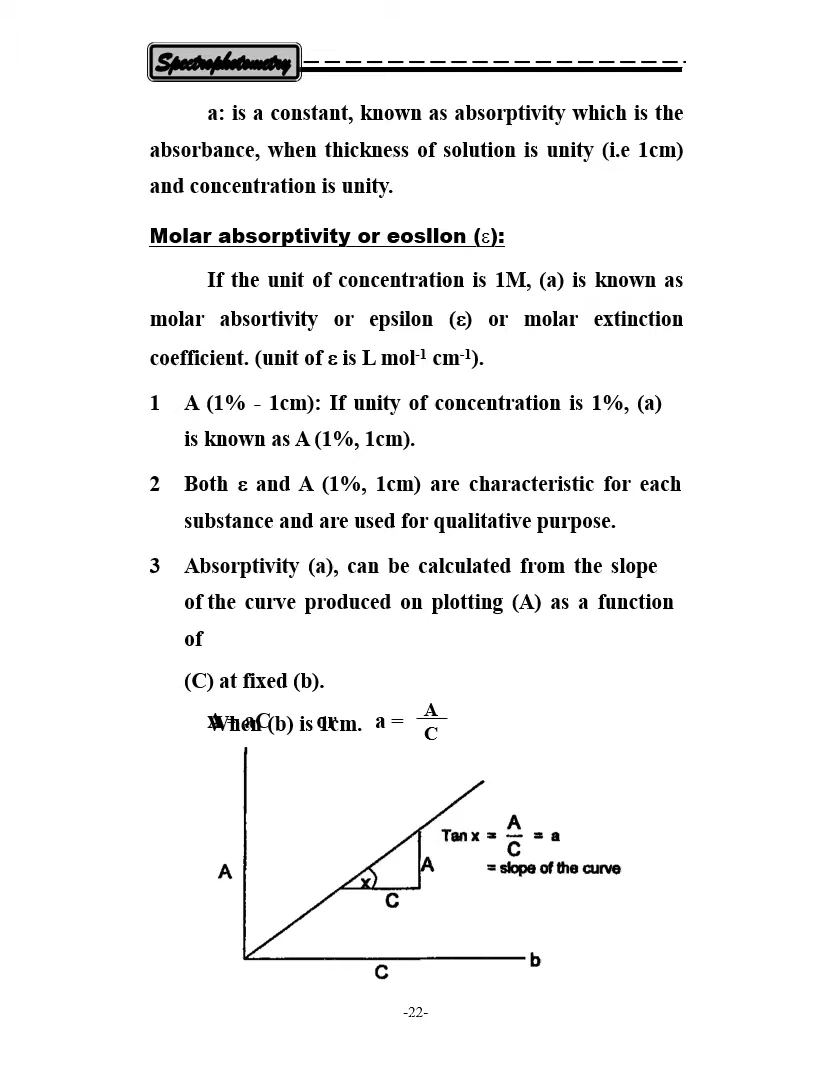 Spectrophotometry
a: is a constant, known as absorptivity which is the
absorbance, when thickness of solution is unity (i.e 1cm)
and concentration is unity.
Molar absorptivity or eosllon (ε):
If the unit of concentration is 1M, (a) is known as
molar absortivity or epsilon (ε) or molar extinction
coefficient. (unit of ε is L mol⁻¹ cm⁻¹).
1 A (1% - 1cm): If unity of concentration is 1%, (a)
is known as A (1%, 1cm).
2 Both ε and A (1%, 1cm) are characteristic for each
substance and are used for qualitative purpose.
3 Absorptivity (a), can be calculated from the slope
of the curve produced on plotting (A) as a function
of
(C) at fixed (b).
When (b) is 1cm.
A = aC or a = A
C
Tan x = A = a
C
= slope of the curve
A
A
x
C
b
C
-22-